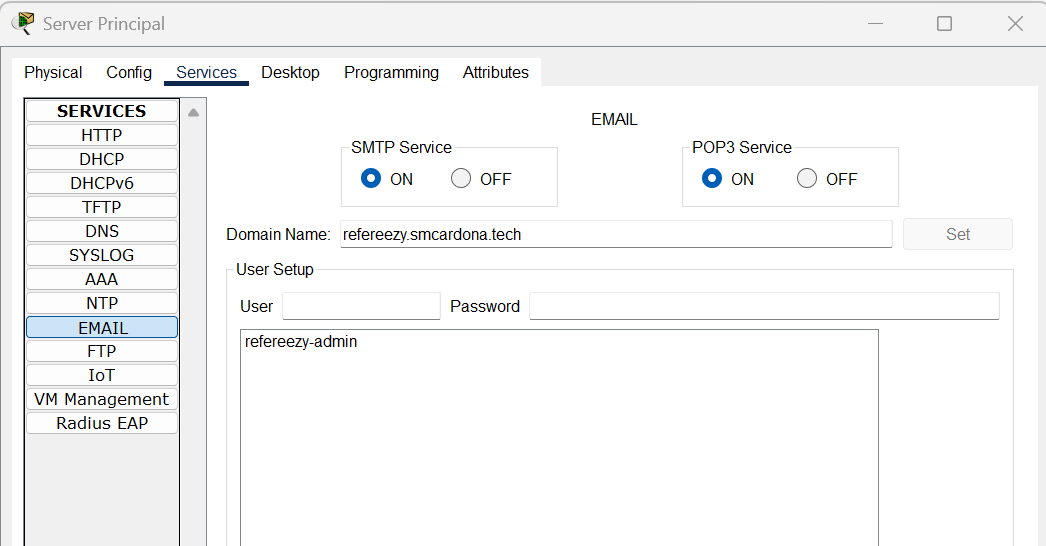 Server Principal
Physical Config Services Desktop Programming Attributes
SERVICES
HTTP
DHCP
DHCPv6
TFTP
DNS
SYSLOG
AAA
NTP
EMAIL
FTP
IoT
VM Management
Radius EAP
EMAIL
SMTP Service
ON OFF
POP3 Service
ON OFF
Domain Name: refereezy.smcardona.tech Set
User Setup
User Password
refereezy-admin